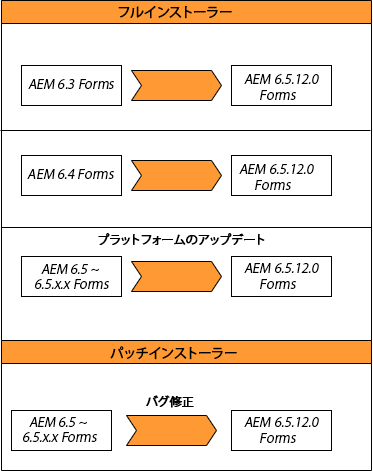 フルインストーラー
AEM 6.3 Forms
AEM 6.5.12.0
Forms
AEM 6.4 Forms
AEM 6.5.12.0
Forms
プラットフォームのアップデート
AEM 6.5 ~
6.5.x.x Forms
AEM 6.5.12.0
Forms
パッチインストーラー
バグ修正
AEM 6.5 ~
6.5.x.x Forms
AEM 6.5.12.0
Forms